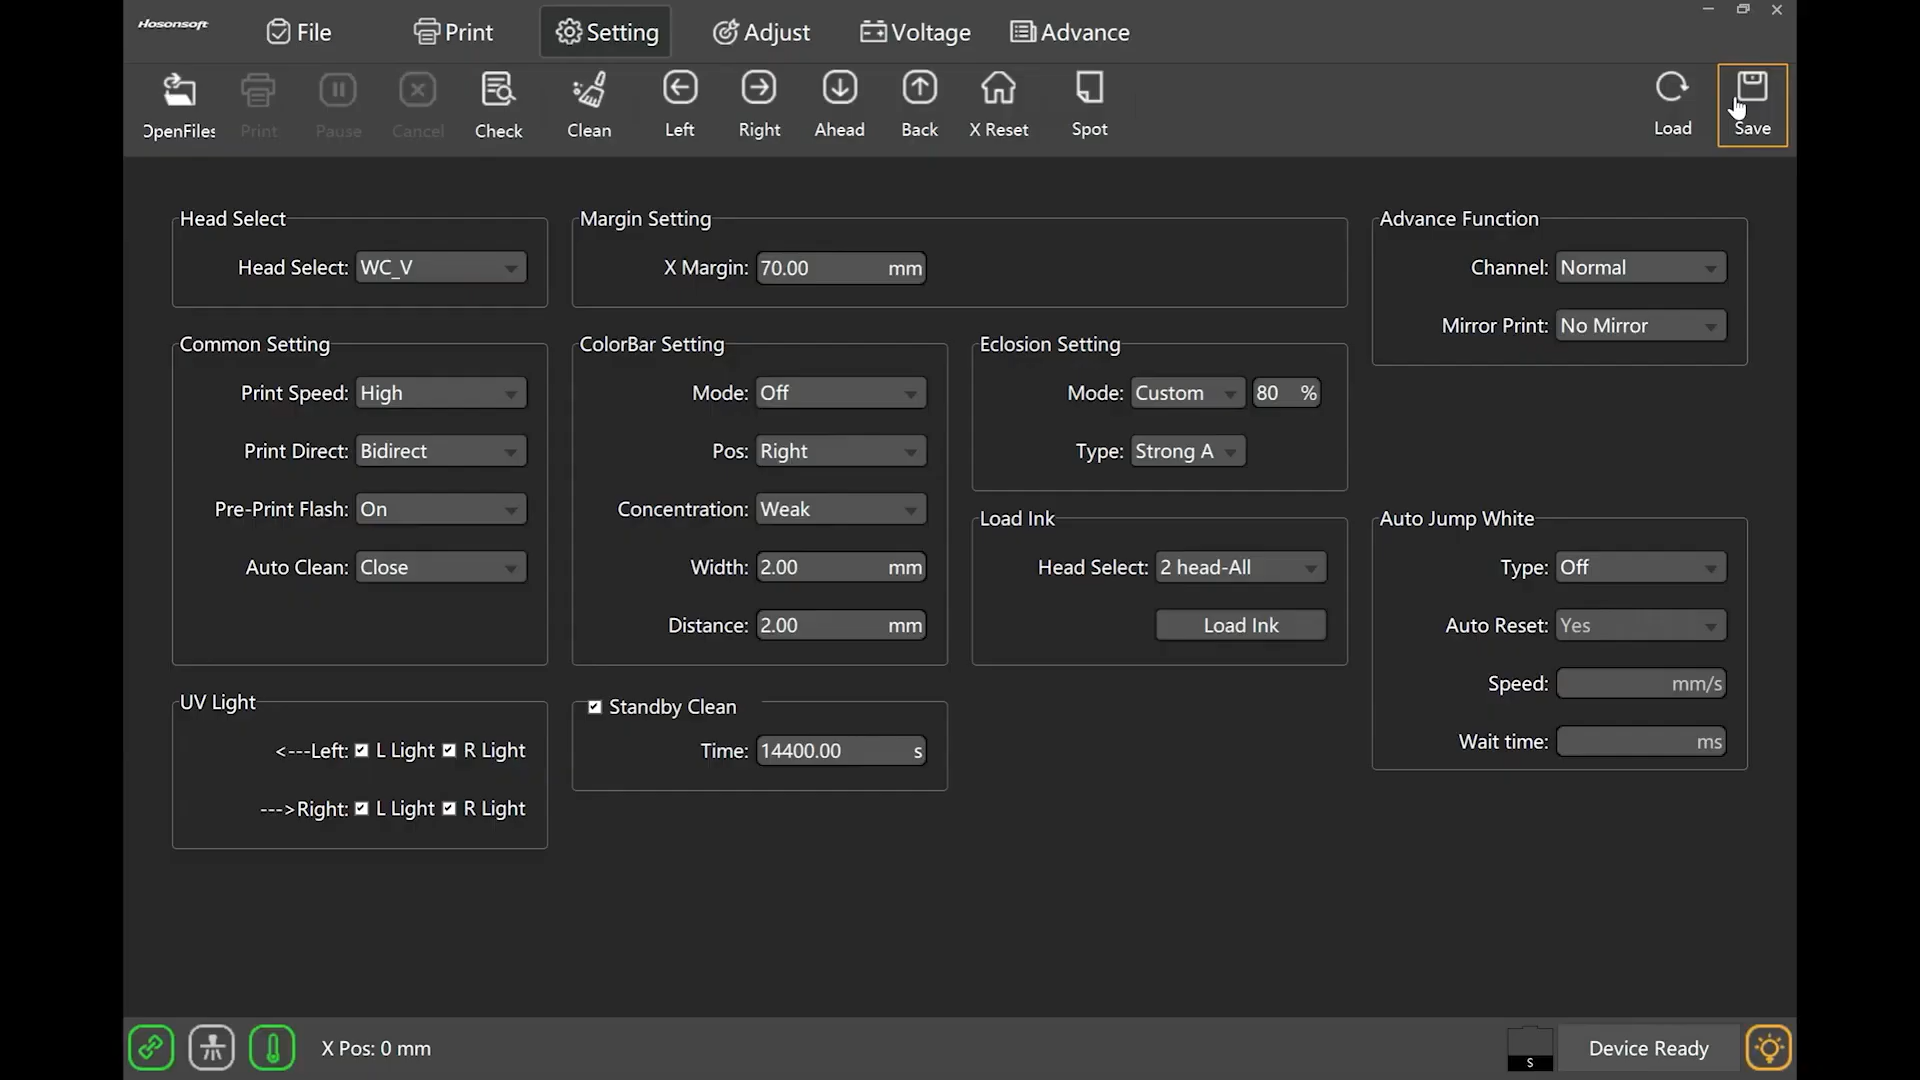 Hosonsoft
File
Print
Setting
Adjust
Voltage
Advance
OpenFiles
Print
Pause
Cancel
Check
Clean
Left
Right
Ahead
Back
X Reset
Spot
Load
Save
Head Select
Head Select: WC_V
Margin Setting
X Margin: 70.00 mm
Advance Function
Channel: Normal
Mirror Print: No Mirror
Common Setting
Print Speed: High
Print Direct: Bidirect
Pre-Print Flash: On
Auto Clean: Close
ColorBar Setting
Mode: Off
Pos: Right
Concentration: Weak
Width: 2.00 mm
Distance: 2.00 mm
Eclosion Setting
Mode: Custom 80 %
Type: Strong A
Load Ink
Head Select: 2 head-All
Load Ink
Auto Jump White
Type: Off
Auto Reset: Yes
Speed: mm/s
Wait time: ms
UV Light
<---Left: L Light R Light
--->Right: L Light R Light
Standby Clean
Time: 14400.00 s
X Pos: 0 mm
S
Device Ready